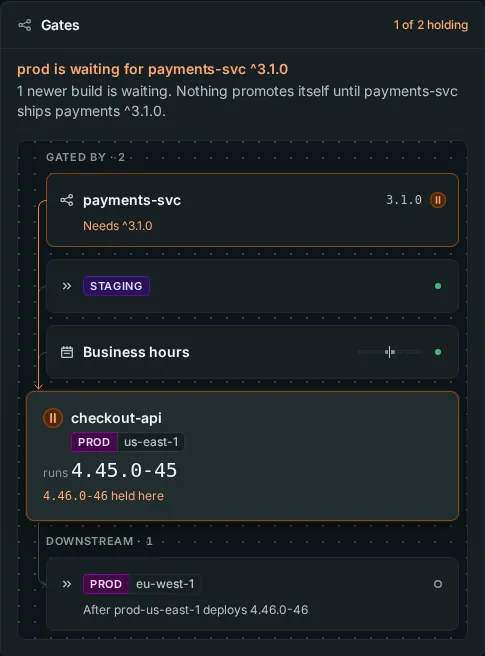 Gates
1 of 2 holding
prod is waiting for payments-svc ^3.1.0
1 newer build is waiting. Nothing promotes itself until payments-svc
ships payments ^3.1.0.
GATED BY · 2
payments-svc
3.1.0
Needs ^3.1.0
STAGING
Business hours
checkout-api
PROD us-east-1
runs 4.45.0-45
4.46.0-46 held here
DOWNSTREAM · 1
PROD eu-west-1
After prod-us-east-1 deploys 4.46.0-46